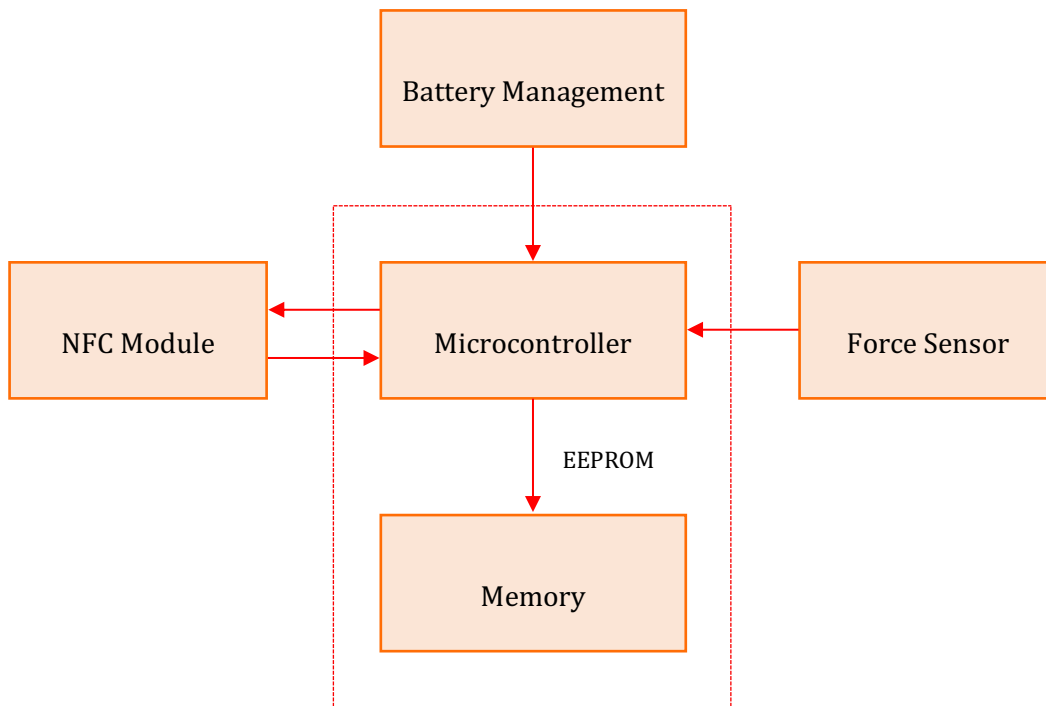 Battery Management
NFC Module
Microcontroller
Force Sensor
EEPROM
Memory